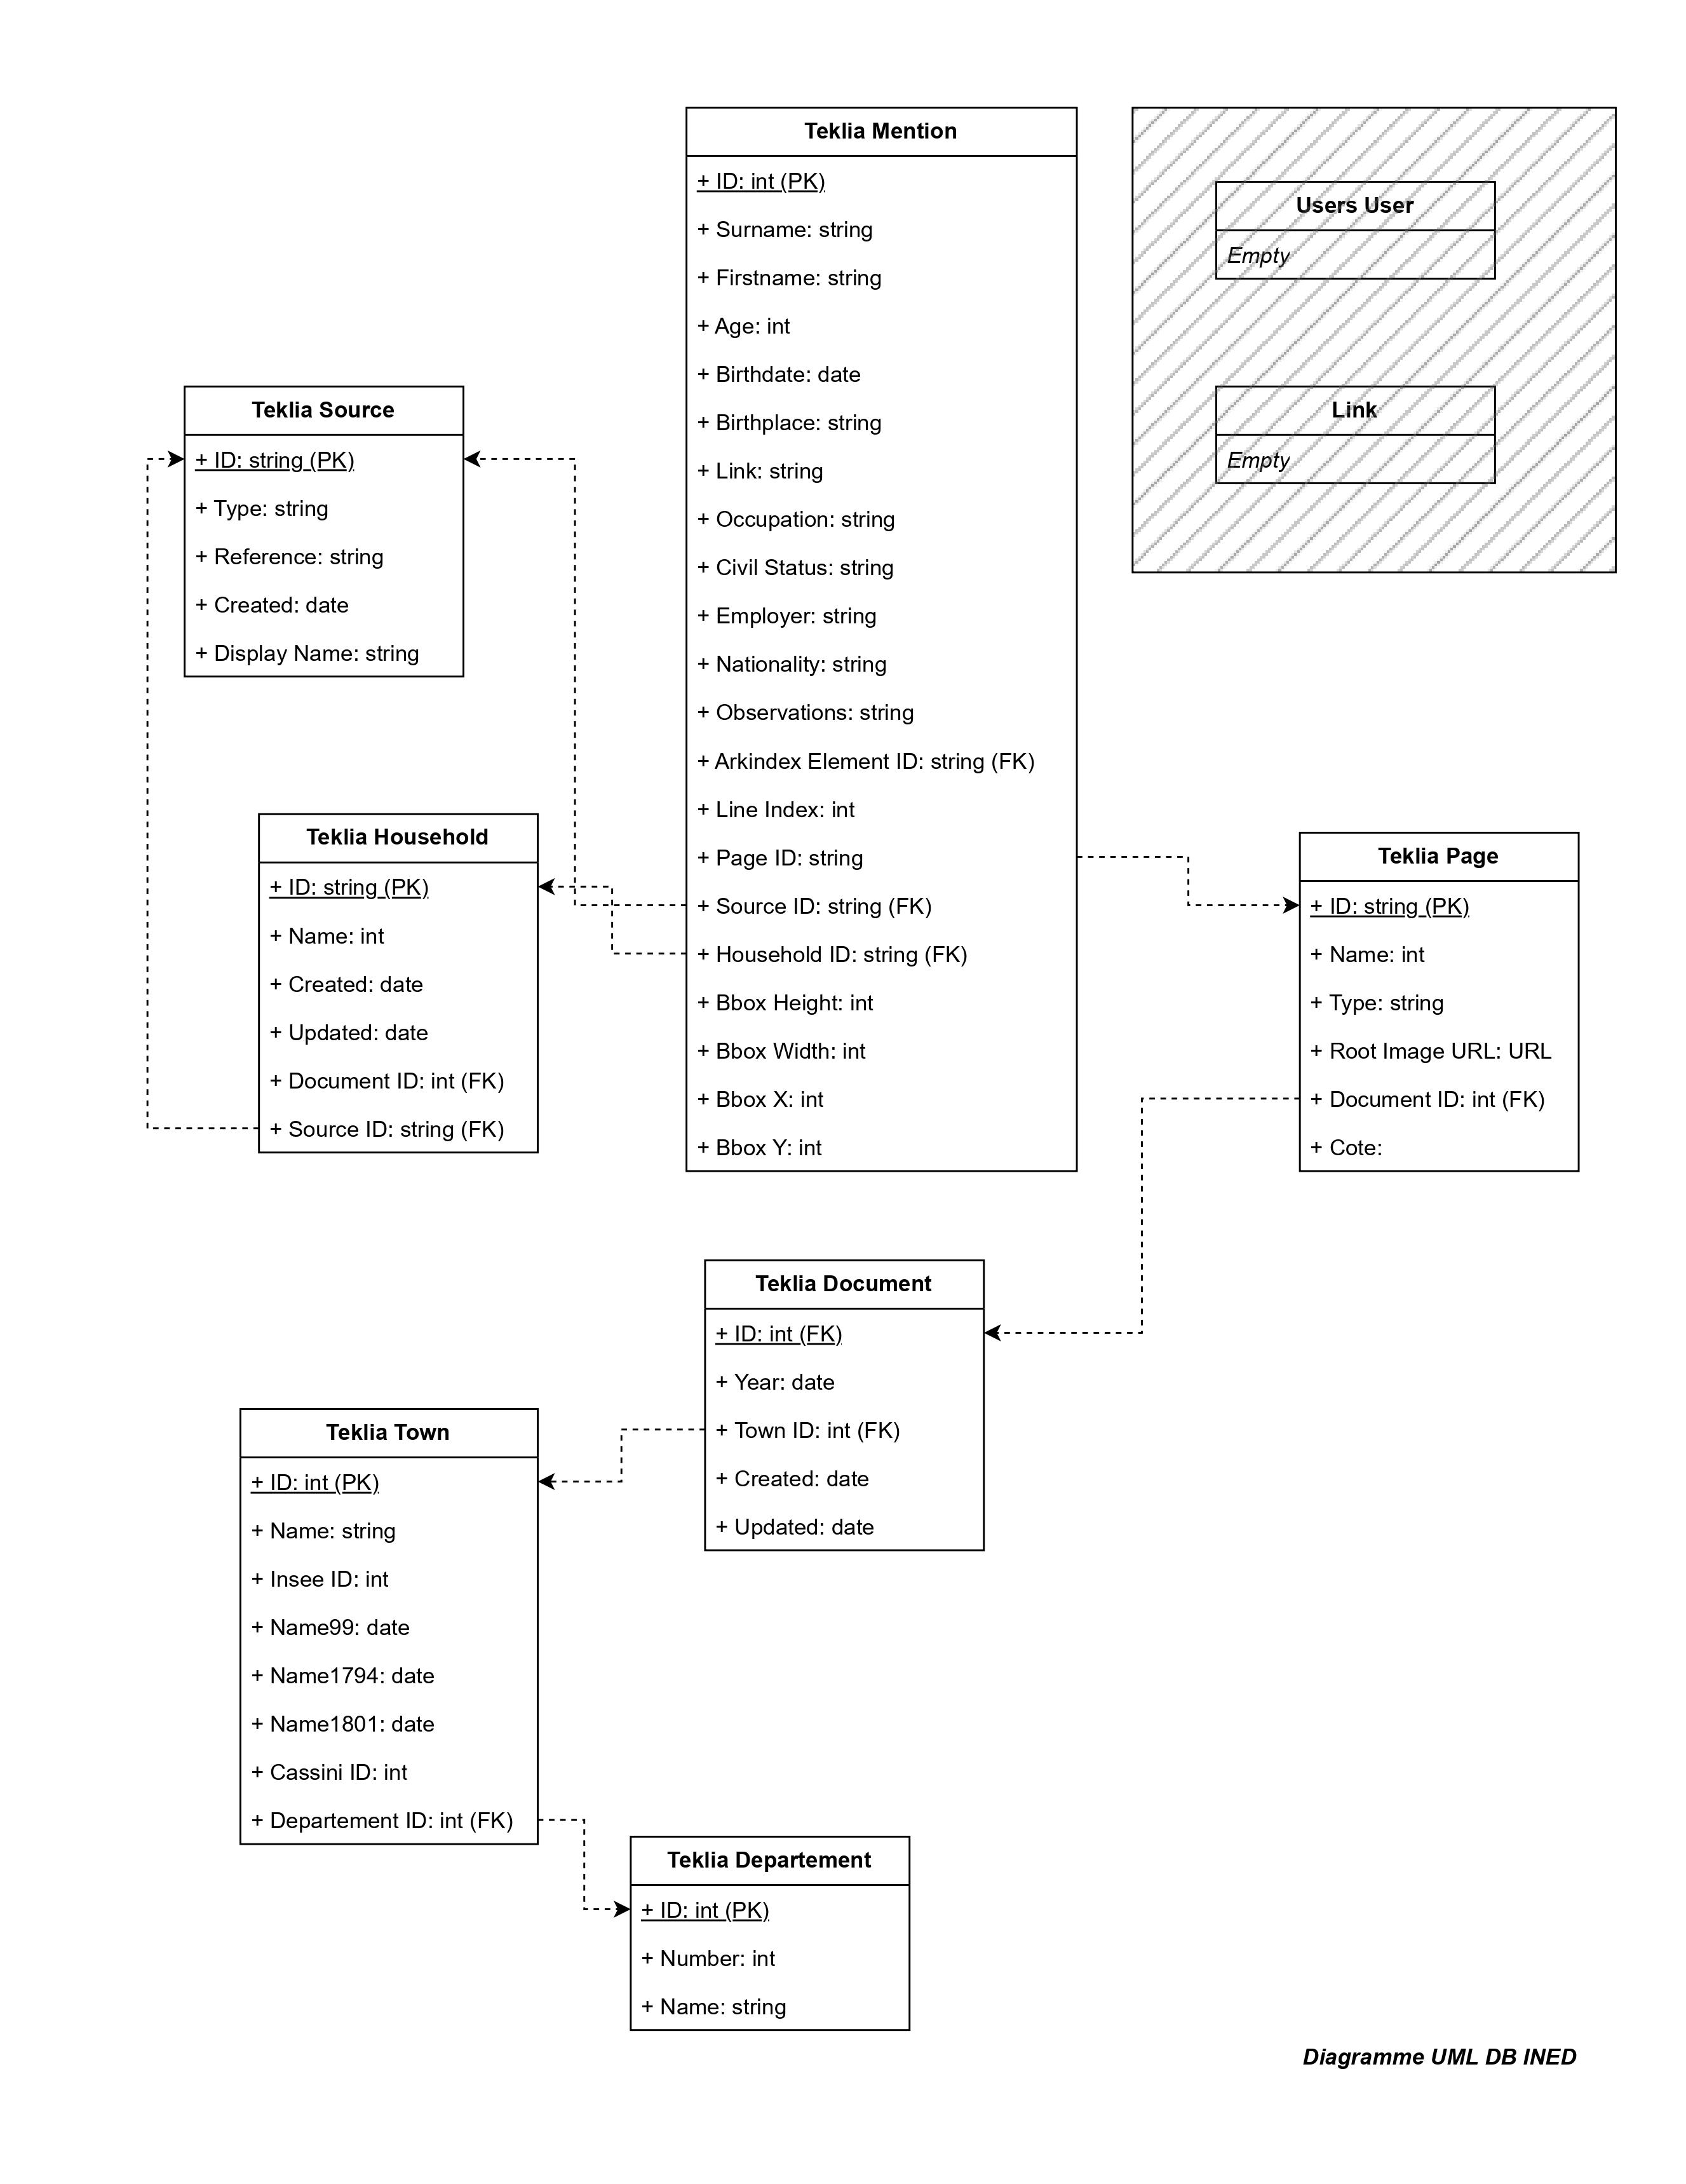 Teklia Mention
+ ID: int (PK)
+ Surname: string
+ Firstname: string
+ Age: int
+ Birthdate: date
+ Birthplace: string
+ Link: string
+ Occupation: string
+ Civil Status: string
+ Employer: string
+ Nationality: string
+ Observations: string
+ Arkindex Element ID: string (FK)
+ Line Index: int
+ Page ID: string
+ Source ID: string (FK)
+ Household ID: string (FK)
+ Bbox Height: int
+ Bbox Width: int
+ Bbox X: int
+ Bbox Y: int
Users User
Empty
Link
Empty
Teklia Source
+ ID: string (PK)
+ Type: string
+ Reference: string
+ Created: date
+ Display Name: string
Teklia Household
+ ID: string (PK)
+ Name: int
+ Created: date
+ Updated: date
+ Document ID: int (FK)
+ Source ID: string (FK)
Teklia Page
+ ID: string (PK)
+ Name: int
+ Type: string
+ Root Image URL: URL
+ Document ID: int (FK)
+ Cote:
Teklia Document
+ ID: int (FK)
+ Year: date
+ Town ID: int (FK)
+ Created: date
+ Updated: date
Teklia Town
+ ID: int (PK)
+ Name: string
+ Insee ID: int
+ Name99: date
+ Name1794: date
+ Name1801: date
+ Cassini ID: int
+ Departement ID: int (FK)
Teklia Departement
+ ID: int (PK)
+ Number: int
+ Name: string
Diagramme UML DB INED